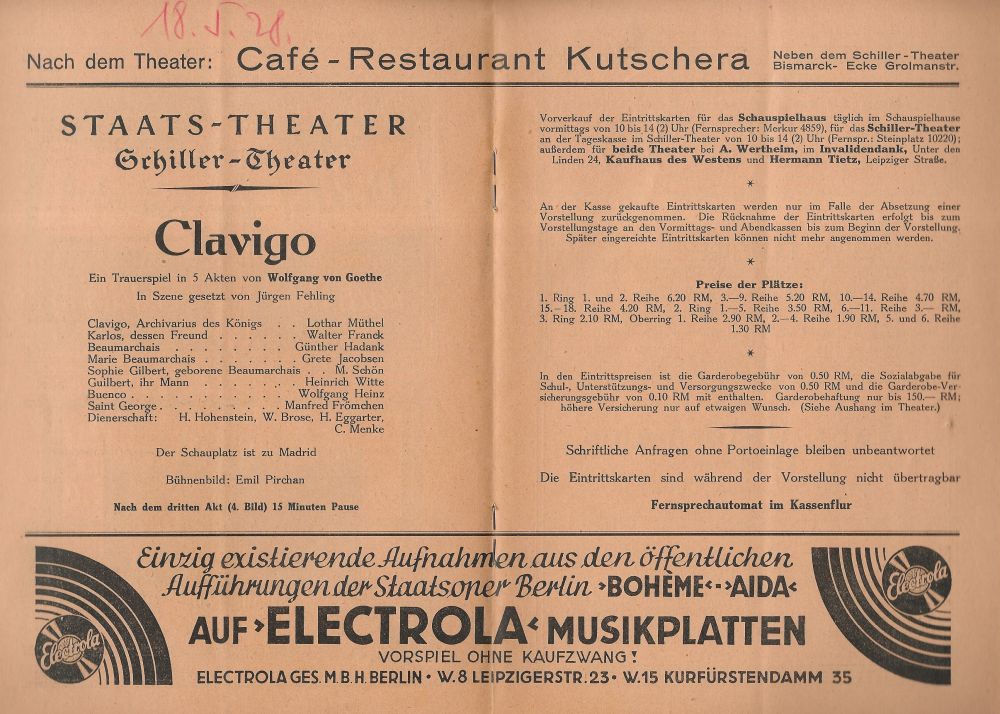 18. 5. 28.
Nach dem Theater: Café-Restaurant Kutschera Neben dem Schiller-Theater
Bismarck- Ecke Grolmanstr.
STAATS-THEATER
Schiller-Theater
Clavigo
Ein Trauerspiel in 5 Akten von Wolfgang von Goethe
In Szene gesetzt von Jürgen Fehling
Clavigo, Archivarius des Königs . . Lothar Müthel
Karlos, dessen Freund . . . . . . Walter Franck
Beaumarchais . . . . . . . . Günther Hadank
Marie Beaumarchais . . . . . . . Grete Jacobsen
Sophie Gilbert, geborene Beaumarchais . . M. Schön
Guilbert, ihr Mann . . . . . . Heinrich Witte
Buenco . . . . . . . . . . . Wolfgang Heinz
Saint George . . . . . . . . Manfred Frömchen
Dienerschaft: H. Hohenstein, W. Brose, H. Eggarter,
C. Menke
Der Schauplatz ist zu Madrid
Bühnenbild: Emil Pirchan
Nach dem dritten Akt (4. Bild) 15 Minuten Pause
Vorverkauf der Eintrittskarten für das Schauspielhaus täglich im Schauspielhause
vormittags von 10 bis 14 (2) Uhr (Fernsprecher: Merkur 4859), für das Schiller-Theater
an der Tageskasse im Schiller-Theater von 10 bis 14 (2) Uhr (Fernspr.: Steinplatz 10220);
außerdem für beide Theater bei A. Wertheim, im Invalidendank, Unter den
Linden 24, Kaufhaus des Westens und Hermann Tietz, Leipziger Straße.
*
An der Kasse gekaufte Eintrittskarten werden nur im Falle der Absetzung einer
Vorstellung zurückgenommen. Die Rücknahme der Eintrittskarten erfolgt bis zum
Vorstellungstage an den Vormittags- und Abendkassen bis zum Beginn der Vorstellung.
Später eingereichte Eintrittskarten können nicht mehr angenommen werden.
*
Preise der Plätze:
1. Ring 1. und 2. Reihe 6.20 RM, 3.—9. Reihe 5.20 RM, 10.—14. Reihe 4.70 RM,
15.—18. Reihe 4.20 RM, 2. Ring 1.—5. Reihe 3.50 RM, 6.—11. Reihe 3.— RM,
3. Ring 2.10 RM, Oberring 1. Reihe 2.90 RM, 2.—4. Reihe 1.90 RM, 5. und 6. Reihe
1.30 RM
*
In den Eintrittspreisen ist die Garderobegebühr von 0.50 RM, die Sozialabgabe für
Schul-, Unterstützungs- und Versorgungszwecke von 0.50 RM und die Garderobe-Ver-
sicherungsgebühr von 0.10 RM mit enthalten. Garderobehaftung nur bis 150.— RM;
höhere Versicherung nur auf etwaigen Wunsch. (Siehe Aushang im Theater.)
Schriftliche Anfragen ohne Portoeinlage bleiben unbeantwortet
Die Eintrittskarten sind während der Vorstellung nicht übertragbar
Fernsprechautomat im Kassenflur
Einzig existierende Aufnahmen aus den öffentlichen
Aufführungen der Staatsoper Berlin >BOHÈME<->AIDA<
AUF >ELECTROLA< MUSIKPLATTEN
VORSPIEL OHNE KAUFZWANG!
ELECTROLA GES. M.B.H. BERLIN • W.8 LEIPZIGERSTR. 23 • W.15 KURFÜRSTENDAMM 35
Electrola
Electrola